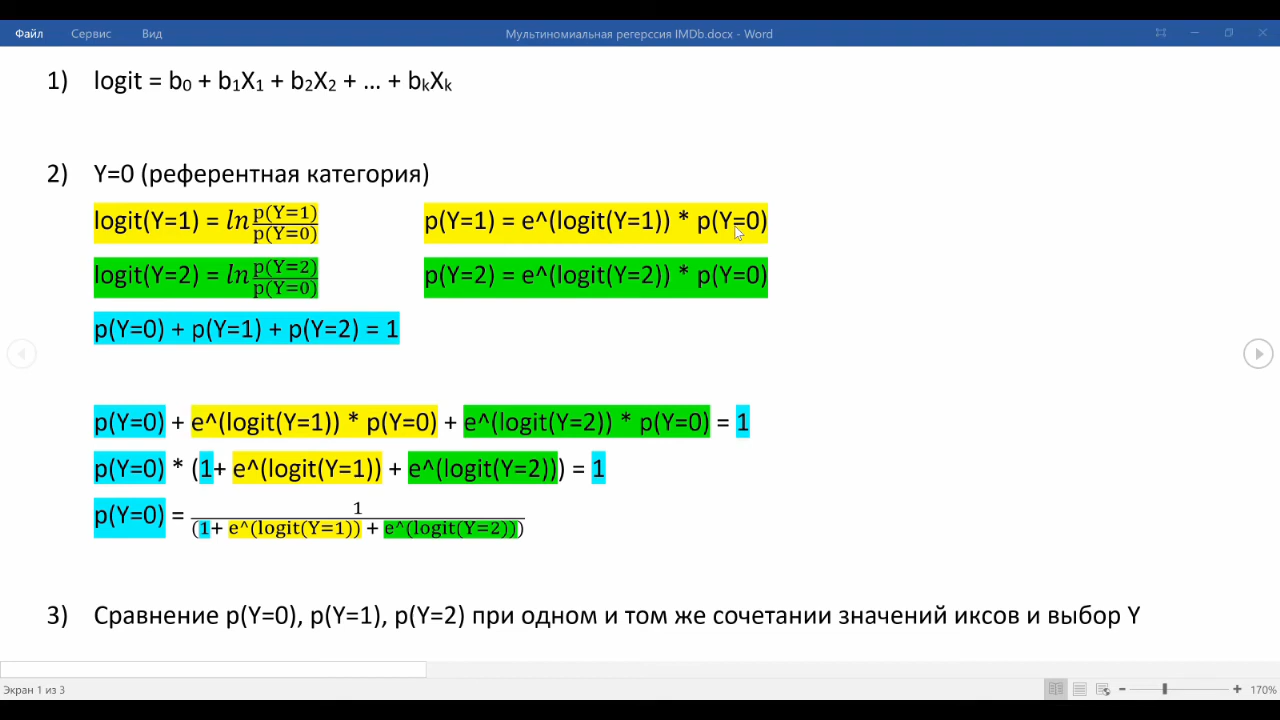 Файл Сервис Вид Мультиномиальная регерссия IMDb.docx - Word
1) logit = b₀ + b₁X₁ + b₂X₂ + ... + bₖXₖ
2) Y=0 (референтная категория)
logit(Y=1) = ln p(Y=1)/p(Y=0) p(Y=1) = e^(logit(Y=1)) * p(Y=0)
logit(Y=2) = ln p(Y=2)/p(Y=0) p(Y=2) = e^(logit(Y=2)) * p(Y=0)
p(Y=0) + p(Y=1) + p(Y=2) = 1
p(Y=0) + e^(logit(Y=1)) * p(Y=0) + e^(logit(Y=2)) * p(Y=0) = 1
p(Y=0) * (1+ e^(logit(Y=1)) + e^(logit(Y=2))) = 1
p(Y=0) = 1/(1+ e^(logit(Y=1)) + e^(logit(Y=2)))
3) Сравнение p(Y=0), p(Y=1), p(Y=2) при одном и том же сочетании значений иксов и выбор Y
Экран 1 из 3 170%